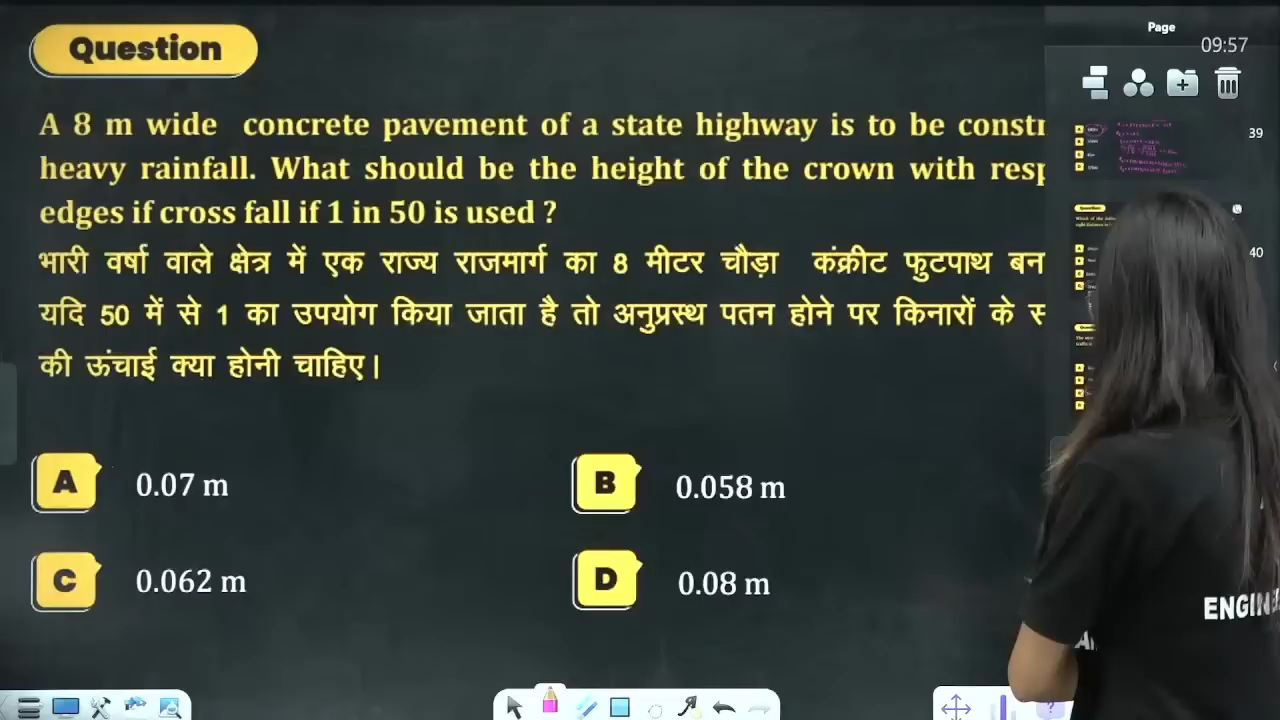 Question
Page
09:57
A 8 m wide concrete pavement of a state highway is to be constr
heavy rainfall. What should be the height of the crown with resp
edges if cross fall if 1 in 50 is used ?
भारी वर्षा वाले क्षेत्र में एक राज्य राजमार्ग का 8 मीटर चौड़ा कंक्रीट फुटपाथ बन
यदि 50 में से 1 का उपयोग किया जाता है तो अनुप्रस्थ पतन होने पर किनारों के स
की ऊंचाई क्या होनी चाहिए।
39
40
A 0.07 m
B 0.058 m
C 0.062 m
D 0.08 m